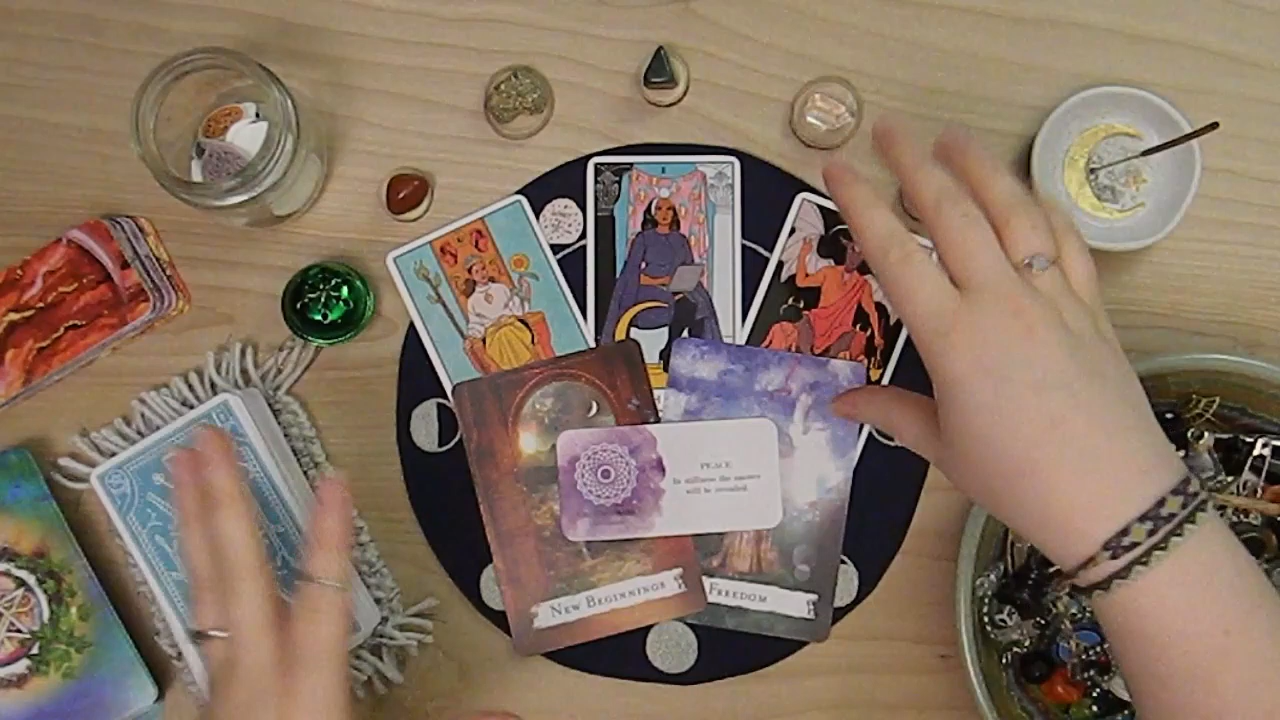 PEACE
In stillness the answer
will be revealed.
NEW BEGINNINGS
FREEDOM